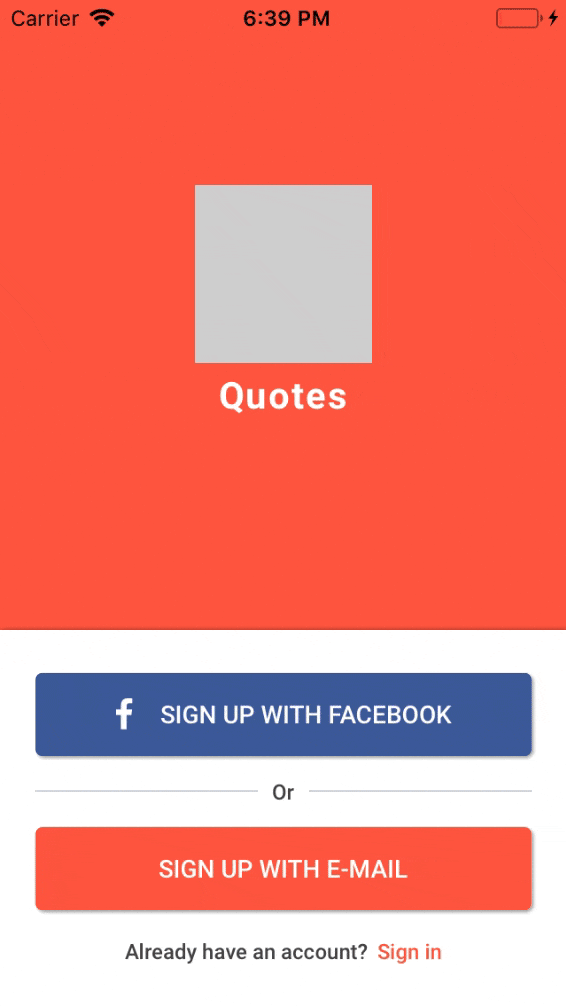 Carrier 6:39 PM
Quotes
SIGN UP WITH FACEBOOK
Or
SIGN UP WITH E-MAIL
Already have an account? Sign in